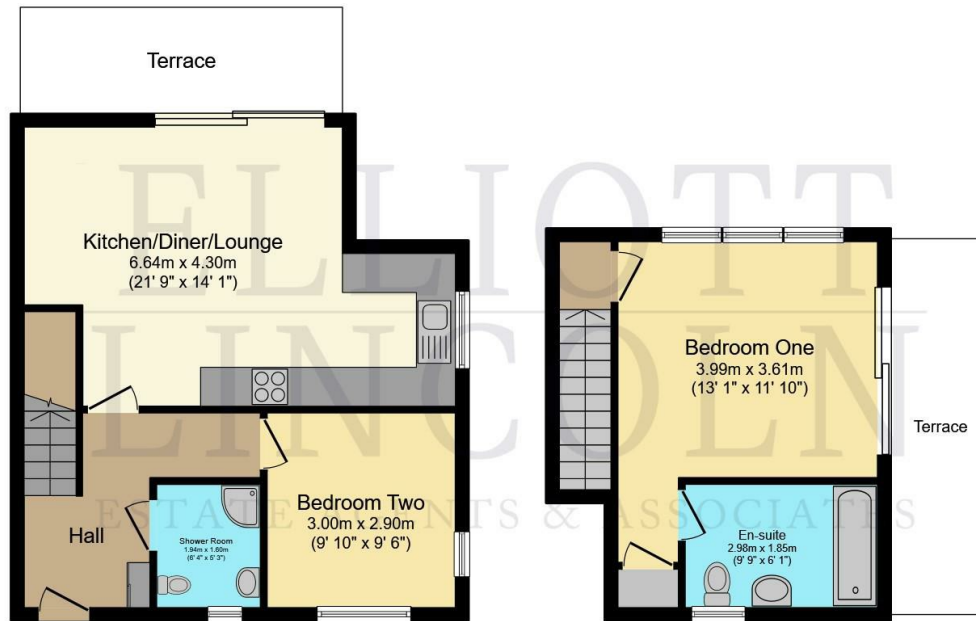 Terrace
Kitchen/Diner/Lounge
6.64m x 4.30m
(21' 9" x 14' 1")
Hall
Shower Room
1.94m x 1.60m
(6' 4" x 5' 3")
Bedroom Two
3.00m x 2.90m
(9' 10" x 9' 6")
Bedroom One
3.99m x 3.61m
(13' 1" x 11' 10")
En-suite
2.98m x 1.85m
(9' 9" x 6' 1")
Terrace
ELLIOTT
LINCOLN
ESTATE AGENTS & ASSOCIATES